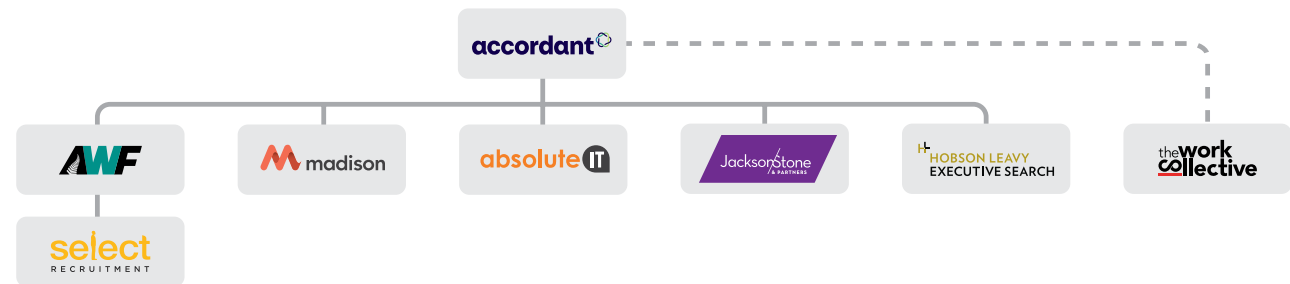 accordant
AWF
madison
absolute IT
JacksonStone
& PARTNERS
H+
HOBSON LEAVY
EXECUTIVE SEARCH
the work
collective
select
RECRUITMENT